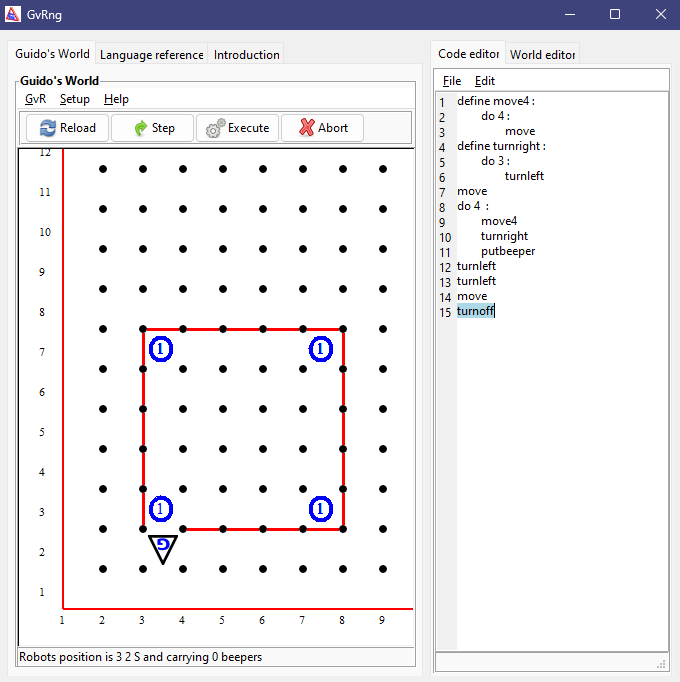 GvRng
Guido's World
Language reference
Introduction
Guido's World
GvR Setup Help
Reload Step Execute Abort
12
11
10
9
8
7
6
5
4
3
2
1
1 2 3 4 5 6 7 8 9
1 1
1 1
G
Robots position is 3 2 S and carrying 0 beepers
Code editor World editor
File Edit
1 define move4 :
2 do 4 :
3 move
4 define turnright :
5 do 3 :
6 turnleft
7 move
8 do 4 :
9 move4
10 turnright
11 putbeeper
12 turnleft
13 turnleft
14 move
15 turnoff